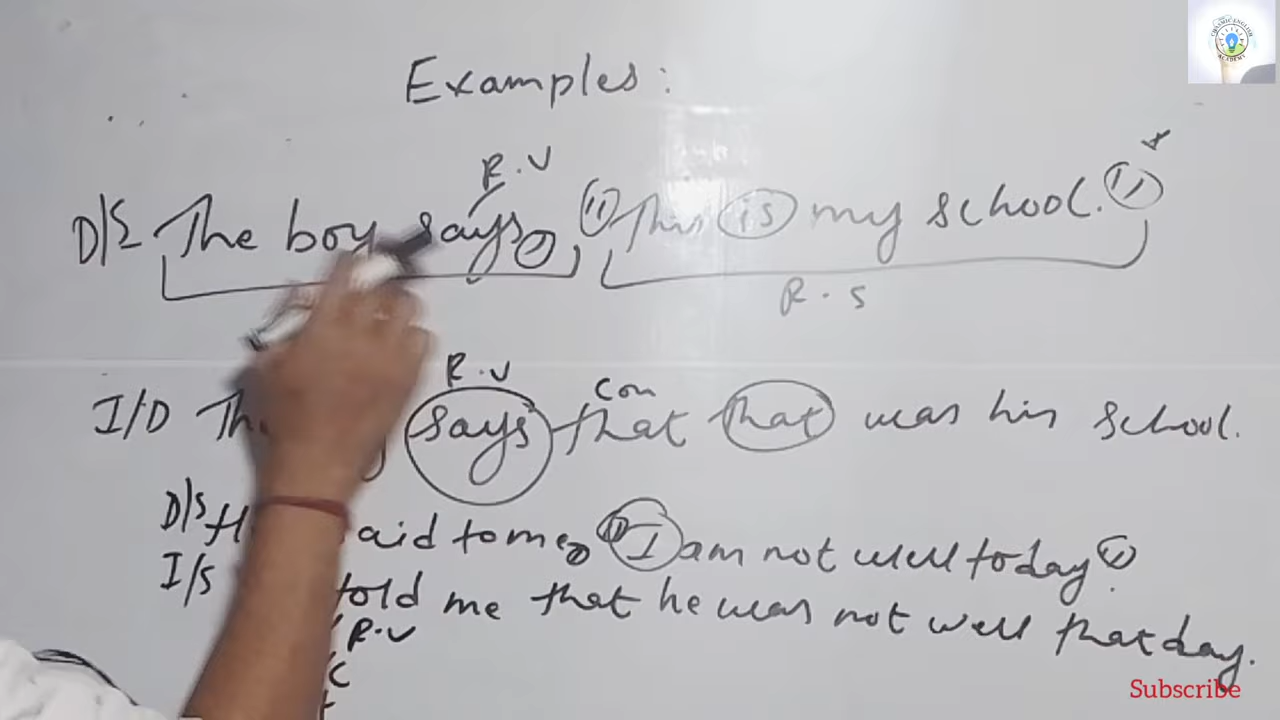 Examples:
R.V
D/S The boy says, "This is my school."
R.S
R.V
con
I/D says that that was his school.
D/S said to me, "I am not well today".
I/S told me that he was not well that day.
R.V
C
Subscribe